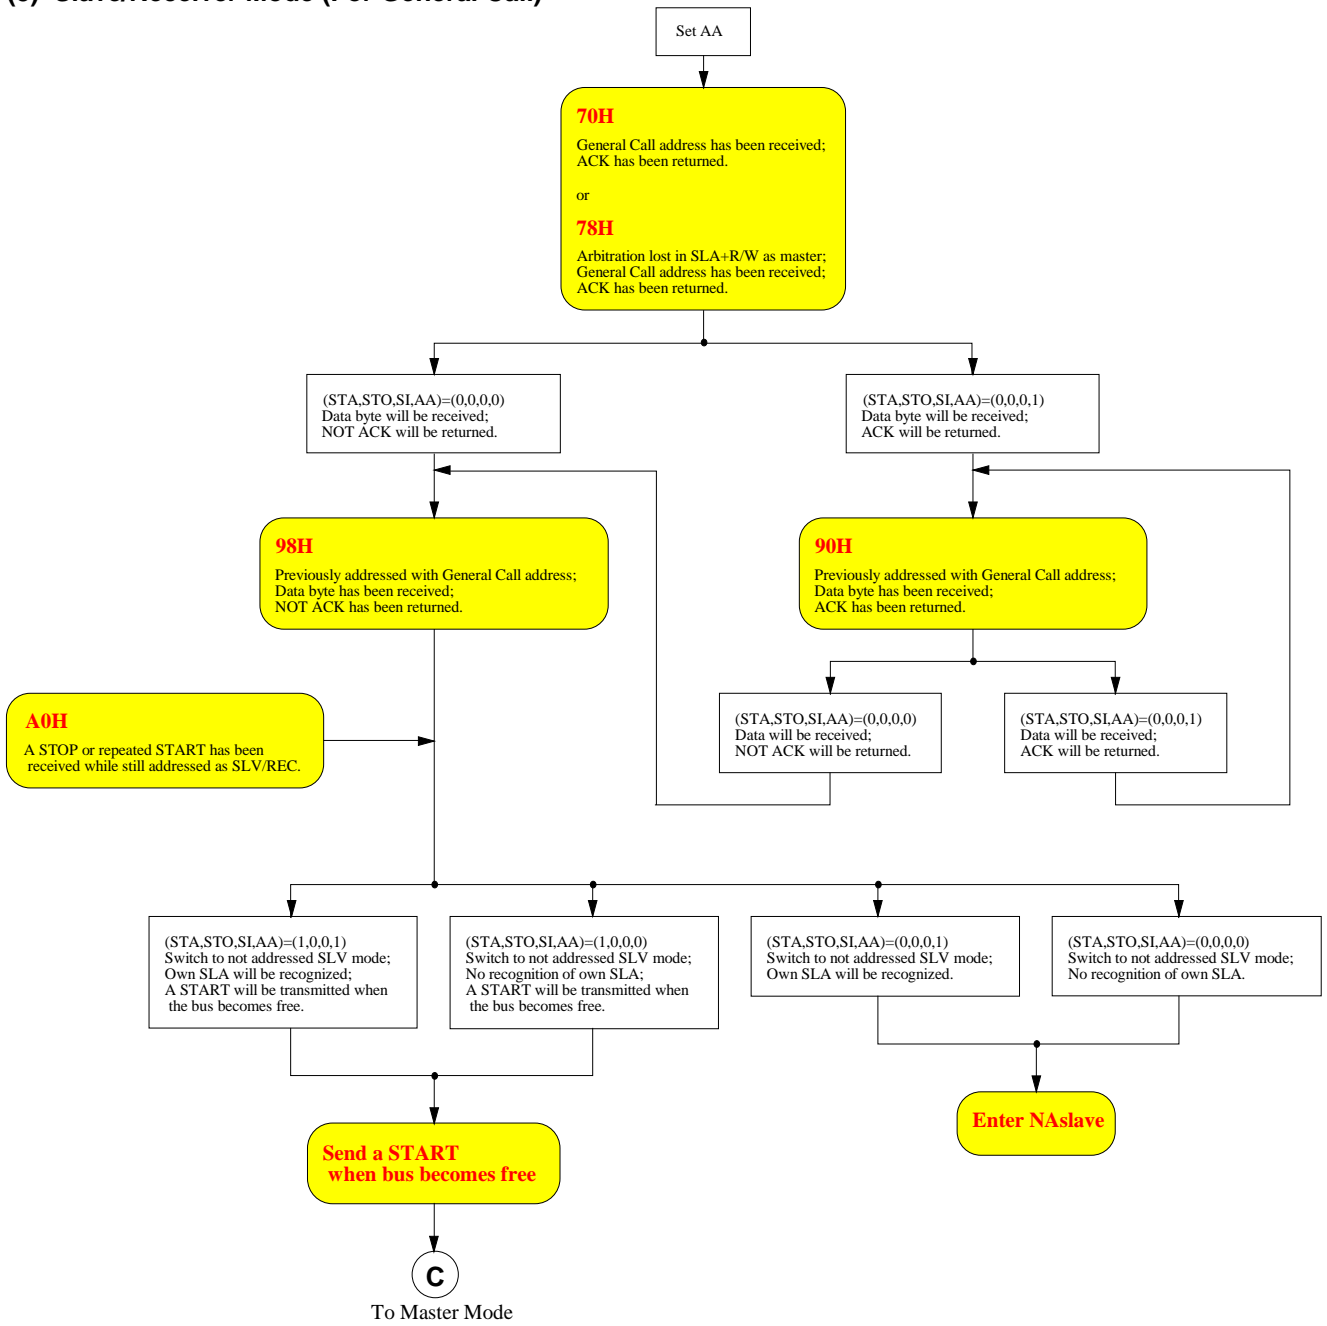 Set AA
70H
General Call address has been received;
ACK has been returned.
or
78H
Arbitration lost in SLA+R/W as master;
General Call address has been received;
ACK has been returned.
(STA,STO,SI,AA)=(0,0,0,0)
Data byte will be received;
NOT ACK will be returned.
(STA,STO,SI,AA)=(0,0,0,1)
Data byte will be received;
ACK will be returned.
98H
Previously addressed with General Call address;
Data byte has been received;
NOT ACK has been returned.
90H
Previously addressed with General Call address;
Data byte has been received;
ACK has been returned.
(STA,STO,SI,AA)=(0,0,0,0)
Data will be received;
NOT ACK will be returned.
(STA,STO,SI,AA)=(0,0,0,1)
Data will be received;
ACK will be returned.
A0H
A STOP or repeated START has been
received while still addressed as SLV/REC.
(STA,STO,SI,AA)=(1,0,0,1)
Switch to not addressed SLV mode;
Own SLA will be recognized;
A START will be transmitted when
the bus becomes free.
(STA,STO,SI,AA)=(1,0,0,0)
Switch to not addressed SLV mode;
No recognition of own SLA;
A START will be transmitted when
the bus becomes free.
(STA,STO,SI,AA)=(0,0,0,1)
Switch to not addressed SLV mode;
Own SLA will be recognized.
(STA,STO,SI,AA)=(0,0,0,0)
Switch to not addressed SLV mode;
No recognition of own SLA.
Enter NAslave
Send a START
when bus becomes free
C
To Master Mode